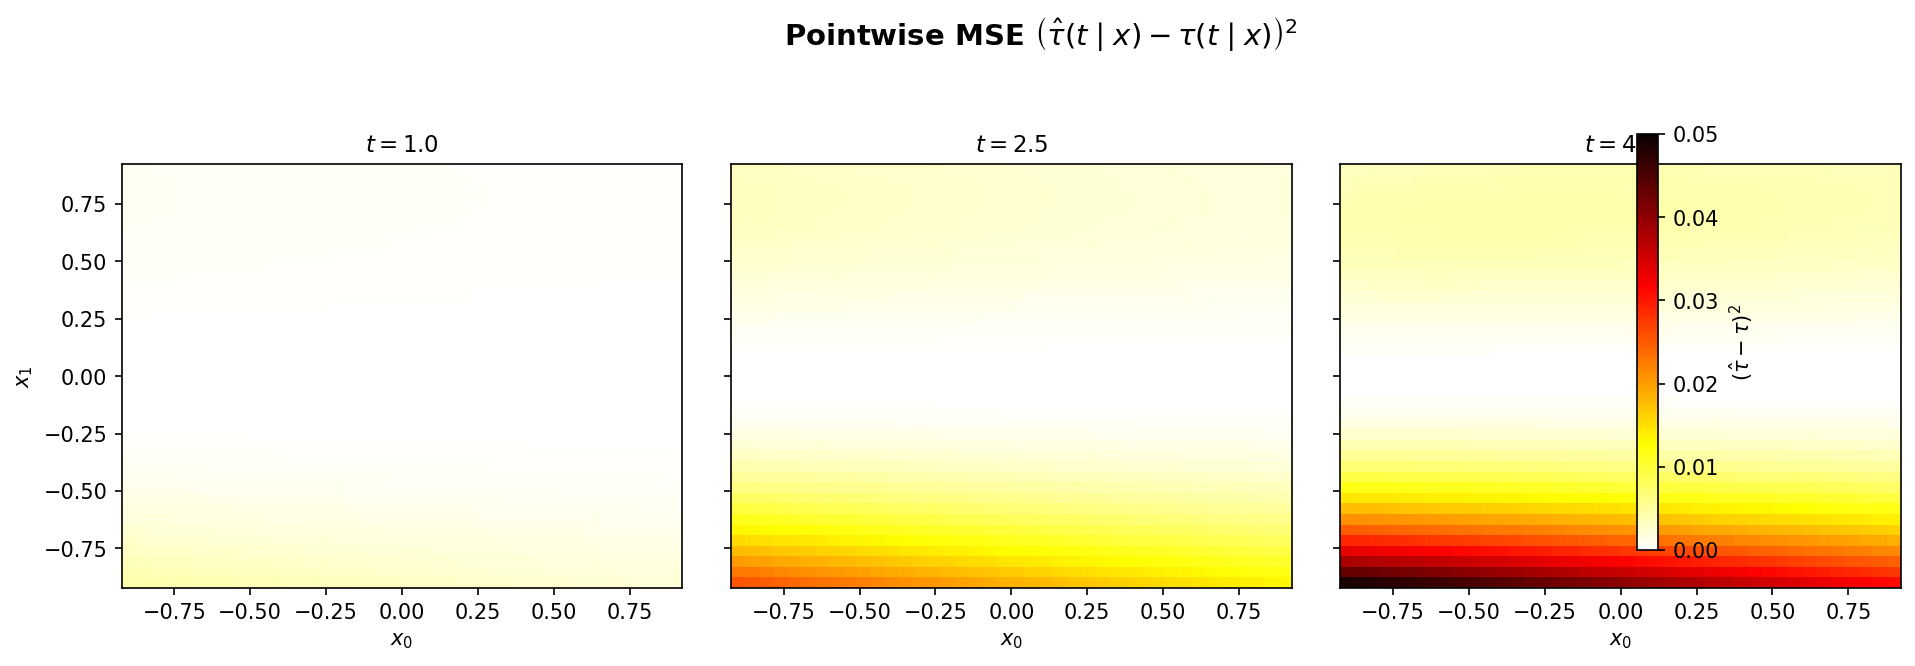 Pointwise MSE (τ̂(t | x) − τ(t | x))²
t = 1.0
t = 2.5
t = 4
0.75
0.50
0.25
0.00
−0.25
−0.50
−0.75
x₁
−0.75 −0.50 −0.25 0.00 0.25 0.50 0.75
x₀
−0.75 −0.50 −0.25 0.00 0.25 0.50 0.75
x₀
−0.75 −0.50 −0.25 0.00 0.25 0.50 0.75
x₀
0.05
0.04
0.03
0.02
0.01
0.00
(τ̂ − τ)²